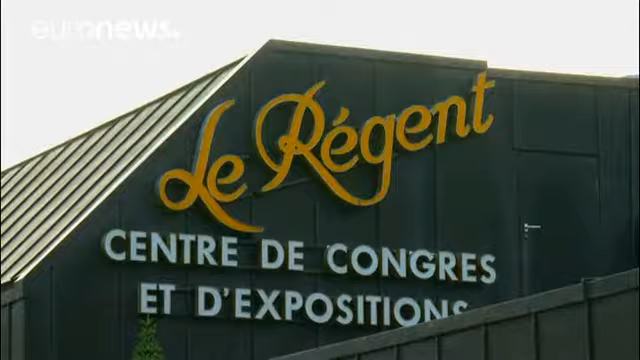 euronews.
Le Régent
CENTRE DE CONGRES
ET D'EXPOSITIONS